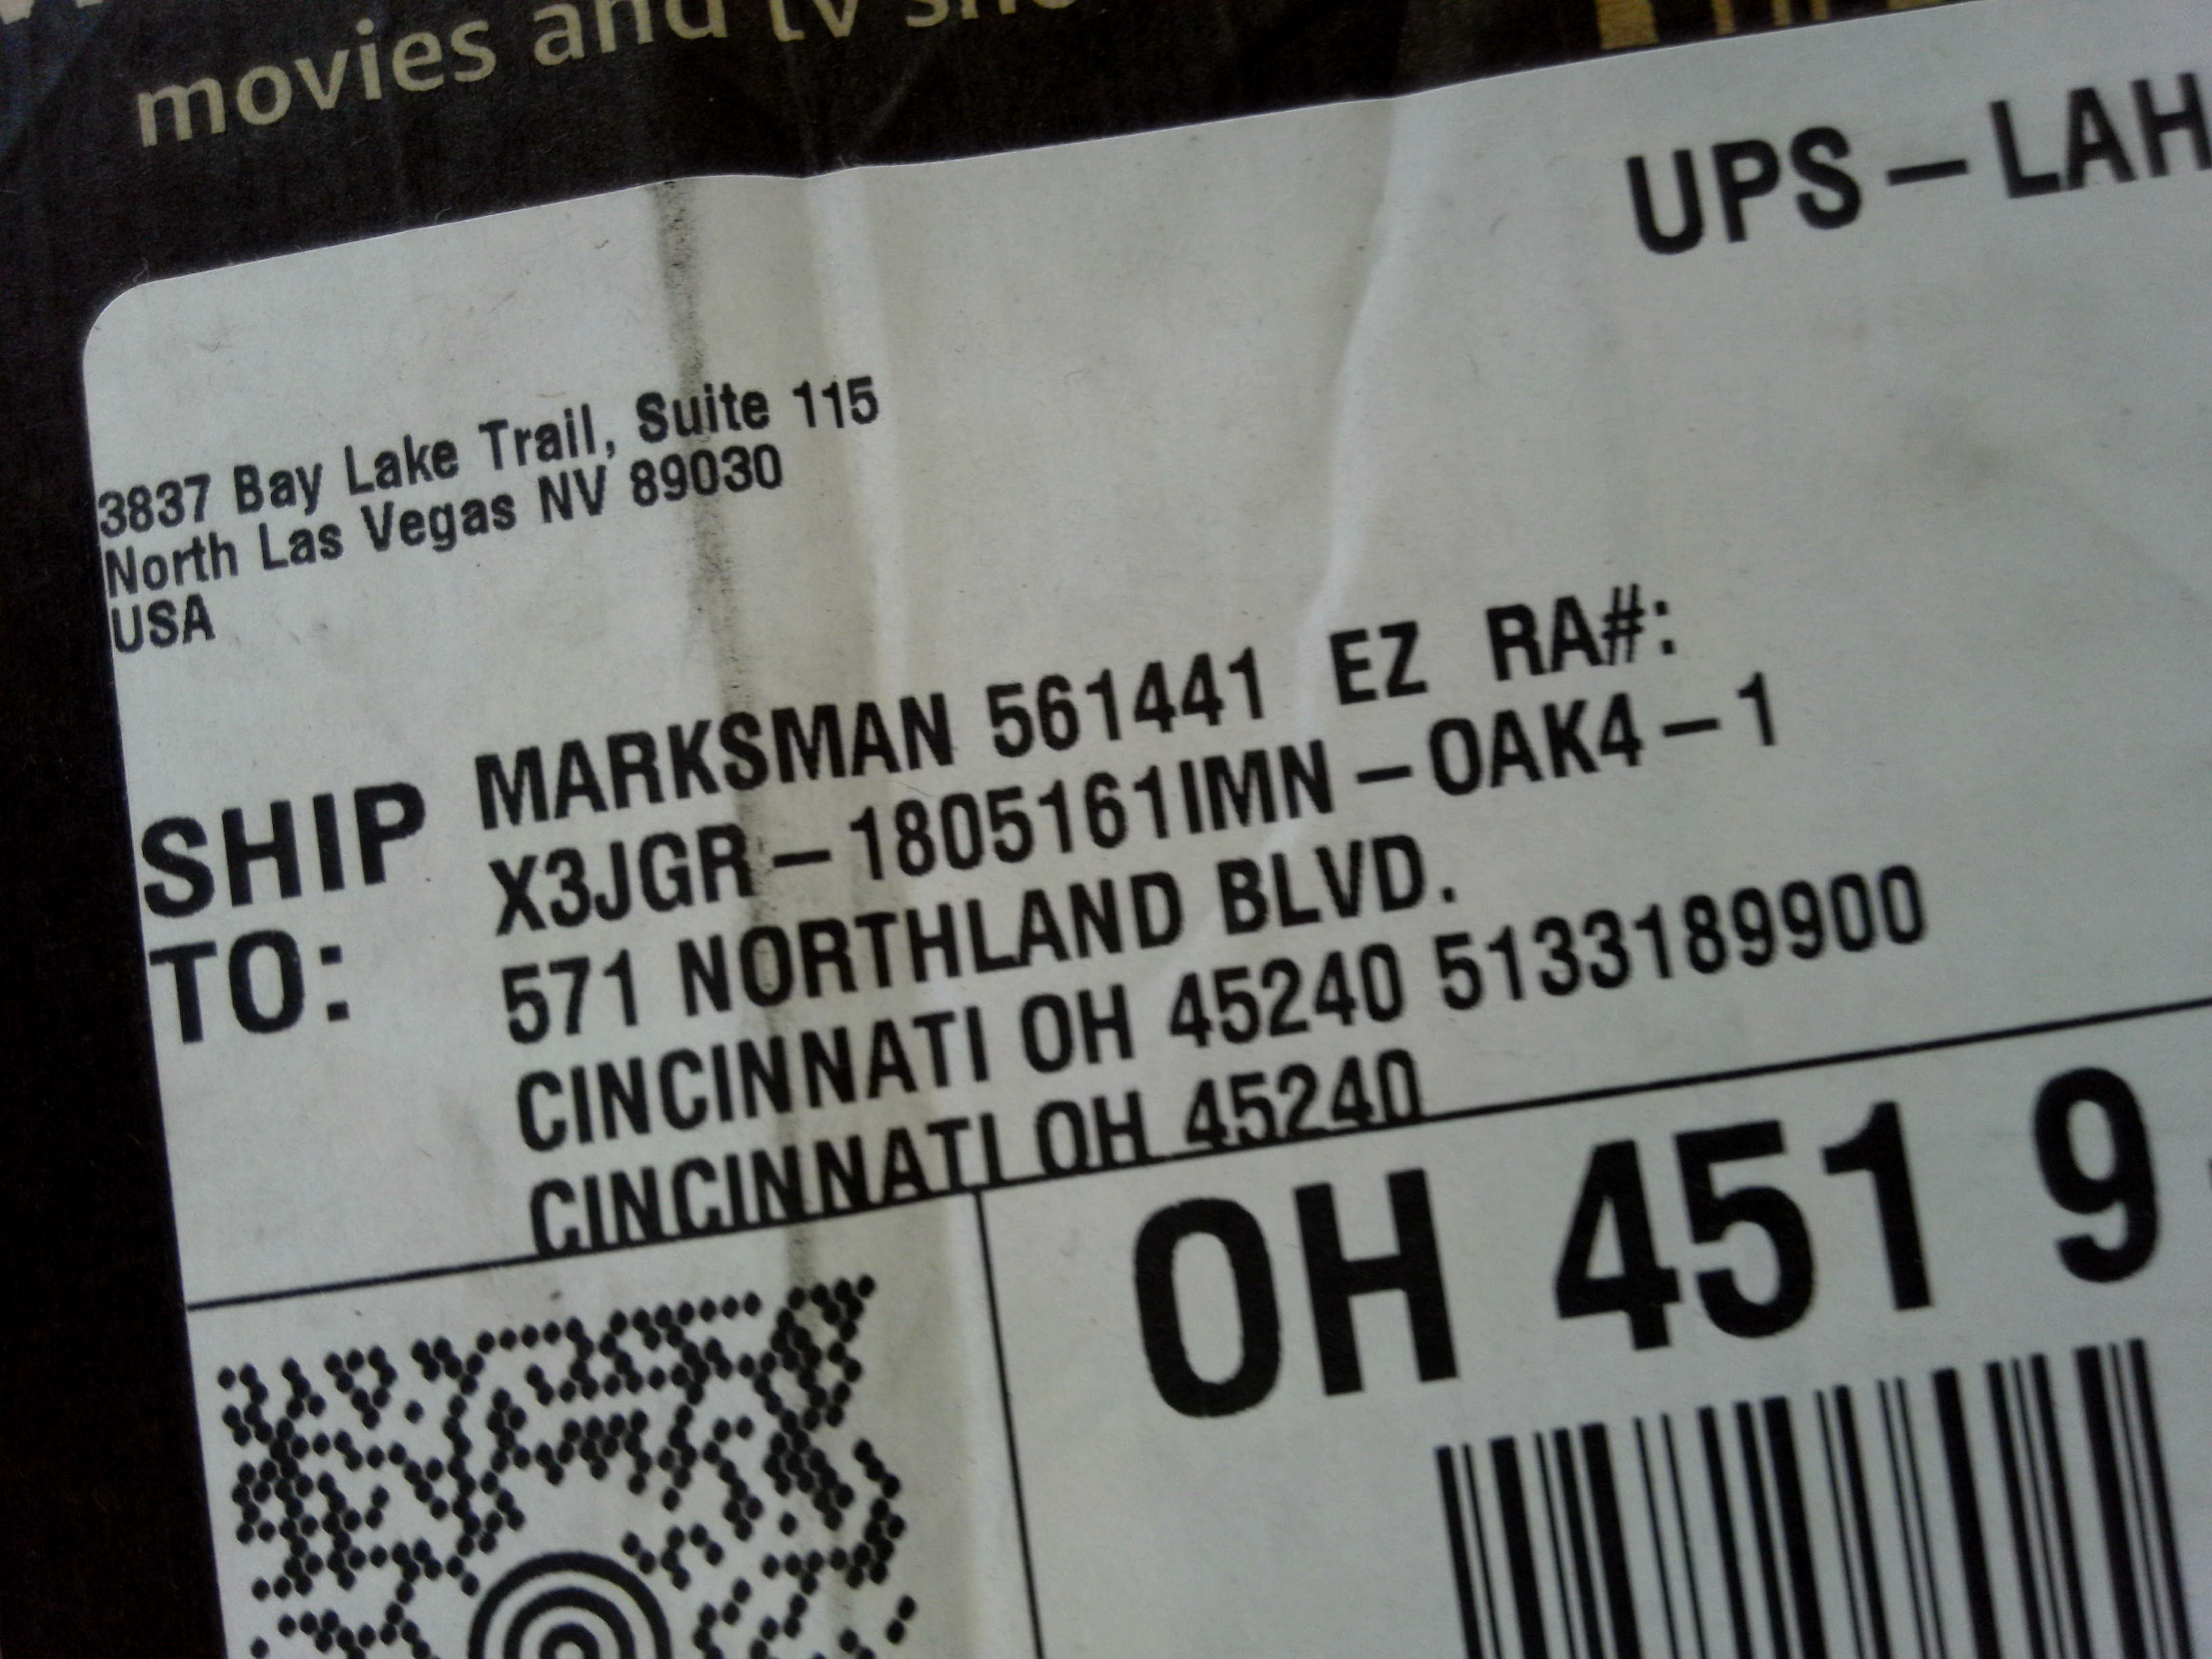 movies and tv
UPS - LAH
3837 Bay Lake Trail, Suite 115
North Las Vegas NV 89030
USA
SHIP
TO:
MARKSMAN 561441 EZ RA#:
X3JGR - 1805161IMN - OAK4 - 1
571 NORTHLAND BLVD.
CINCINNATI OH 45240 5133189900
CINCINNATI OH 45240
OH 451 9